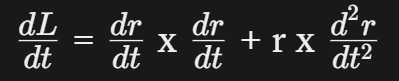 dL/dt = dr/dt x dr/dt + r x d²r/dt²